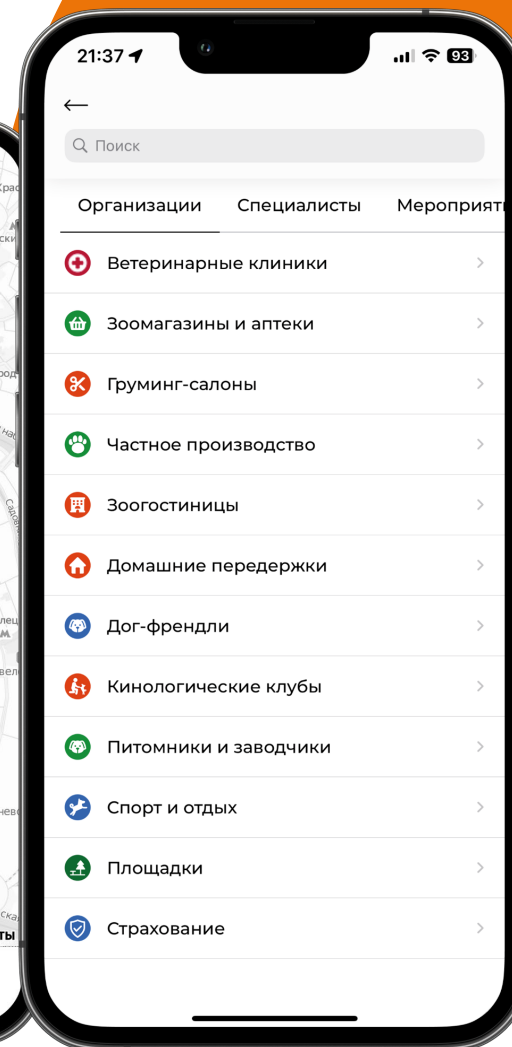 21:37
93
Поиск
Организации Специалисты Мероприят
Ветеринарные клиники
Зоомагазины и аптеки
Груминг-салоны
Частное производство
Зоогостиницы
Домашние передержки
Дог-френдли
Кинологические клубы
Питомники и заводчики
Спорт и отдых
Площадки
Страхование